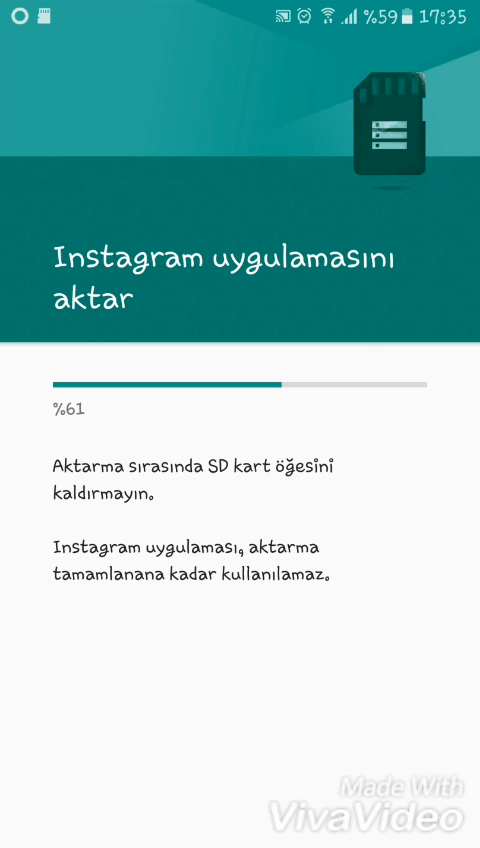 %59 17:35
Instagram uygulamasını
aktar
%61
Aktarma sırasında SD kart öğesini
kaldırmayın.
Instagram uygulaması, aktarma
tamamlanana kadar kullanılamaz.
Made With
VivaVideo